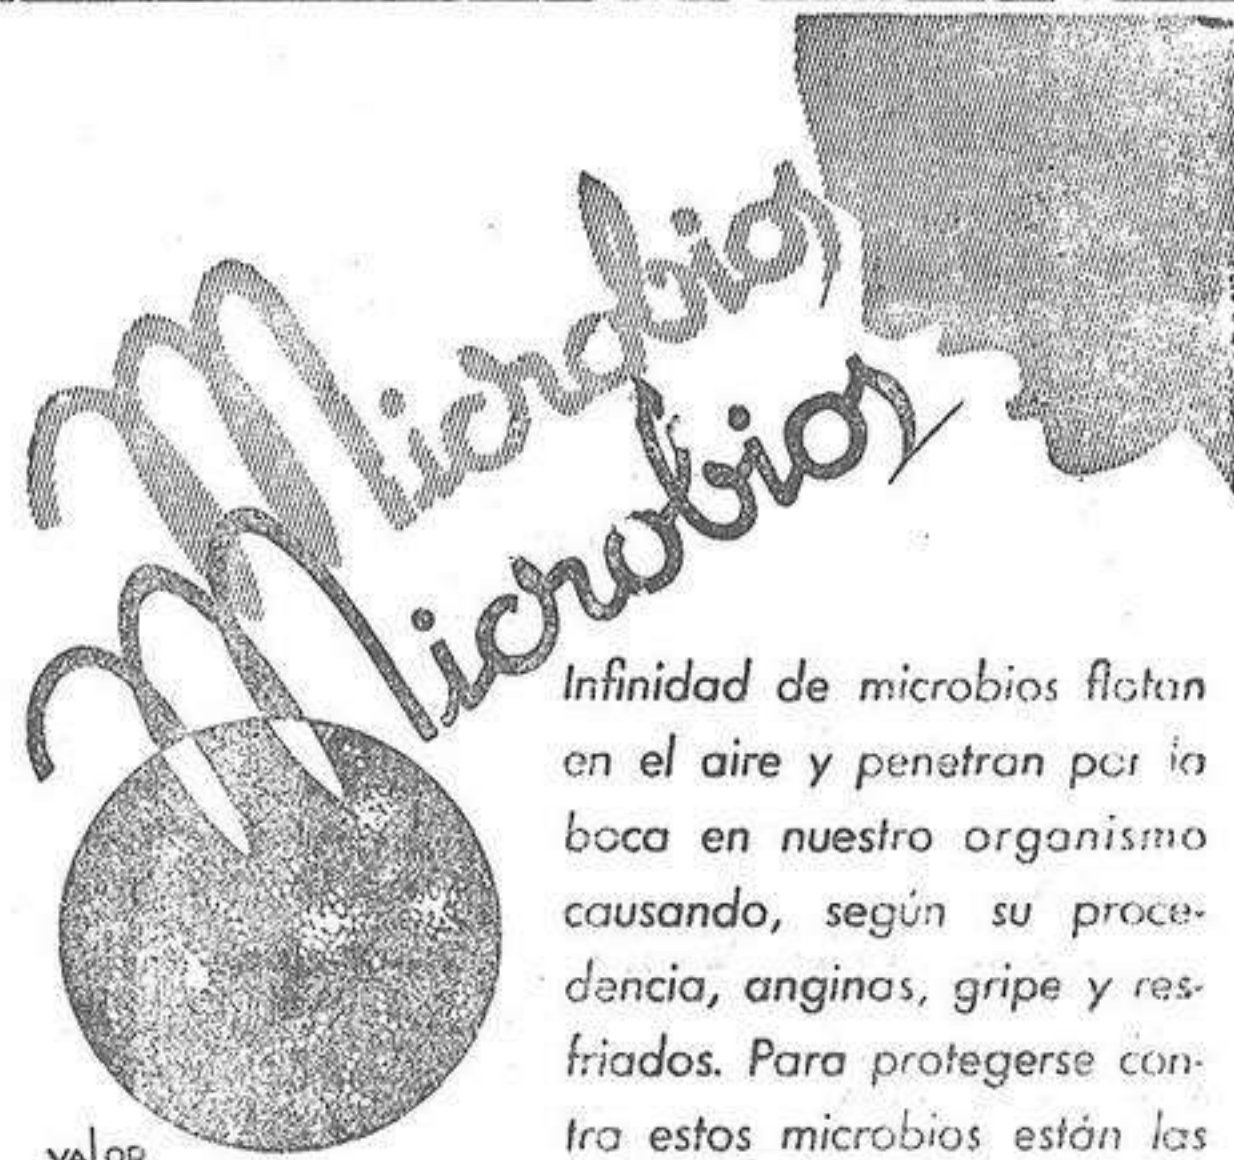 Microbios
Microbios
Infinidad de microbios flotan
en el aire y penetran por la
boca en nuestro organismo
causando, según su proce-
dencia, anginas, gripe y res-
friados. Para protegerse con-
tra estos microbios están las
VALOR